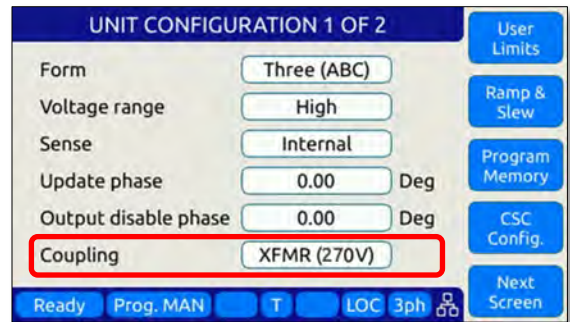 UNIT CONFIGURATION 1 OF 2
Form Three (ABC)
Voltage range High
Sense Internal
Update phase 0.00 Deg
Output disable phase 0.00 Deg
Coupling XFMR (270V)
Ready Prog. MAN T LOC 3ph
User
Limits
Ramp &
Slew
Program
Memory
CSC
Config.
Next
Screen